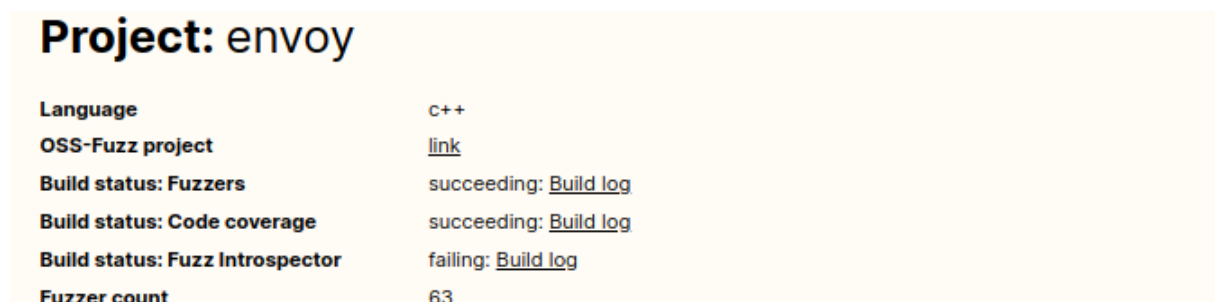 Project: envoy
Language c++
OSS-Fuzz project link
Build status: Fuzzers succeeding: Build log
Build status: Code coverage succeeding: Build log
Build status: Fuzz Introspector failing: Build log
Fuzzer count 63